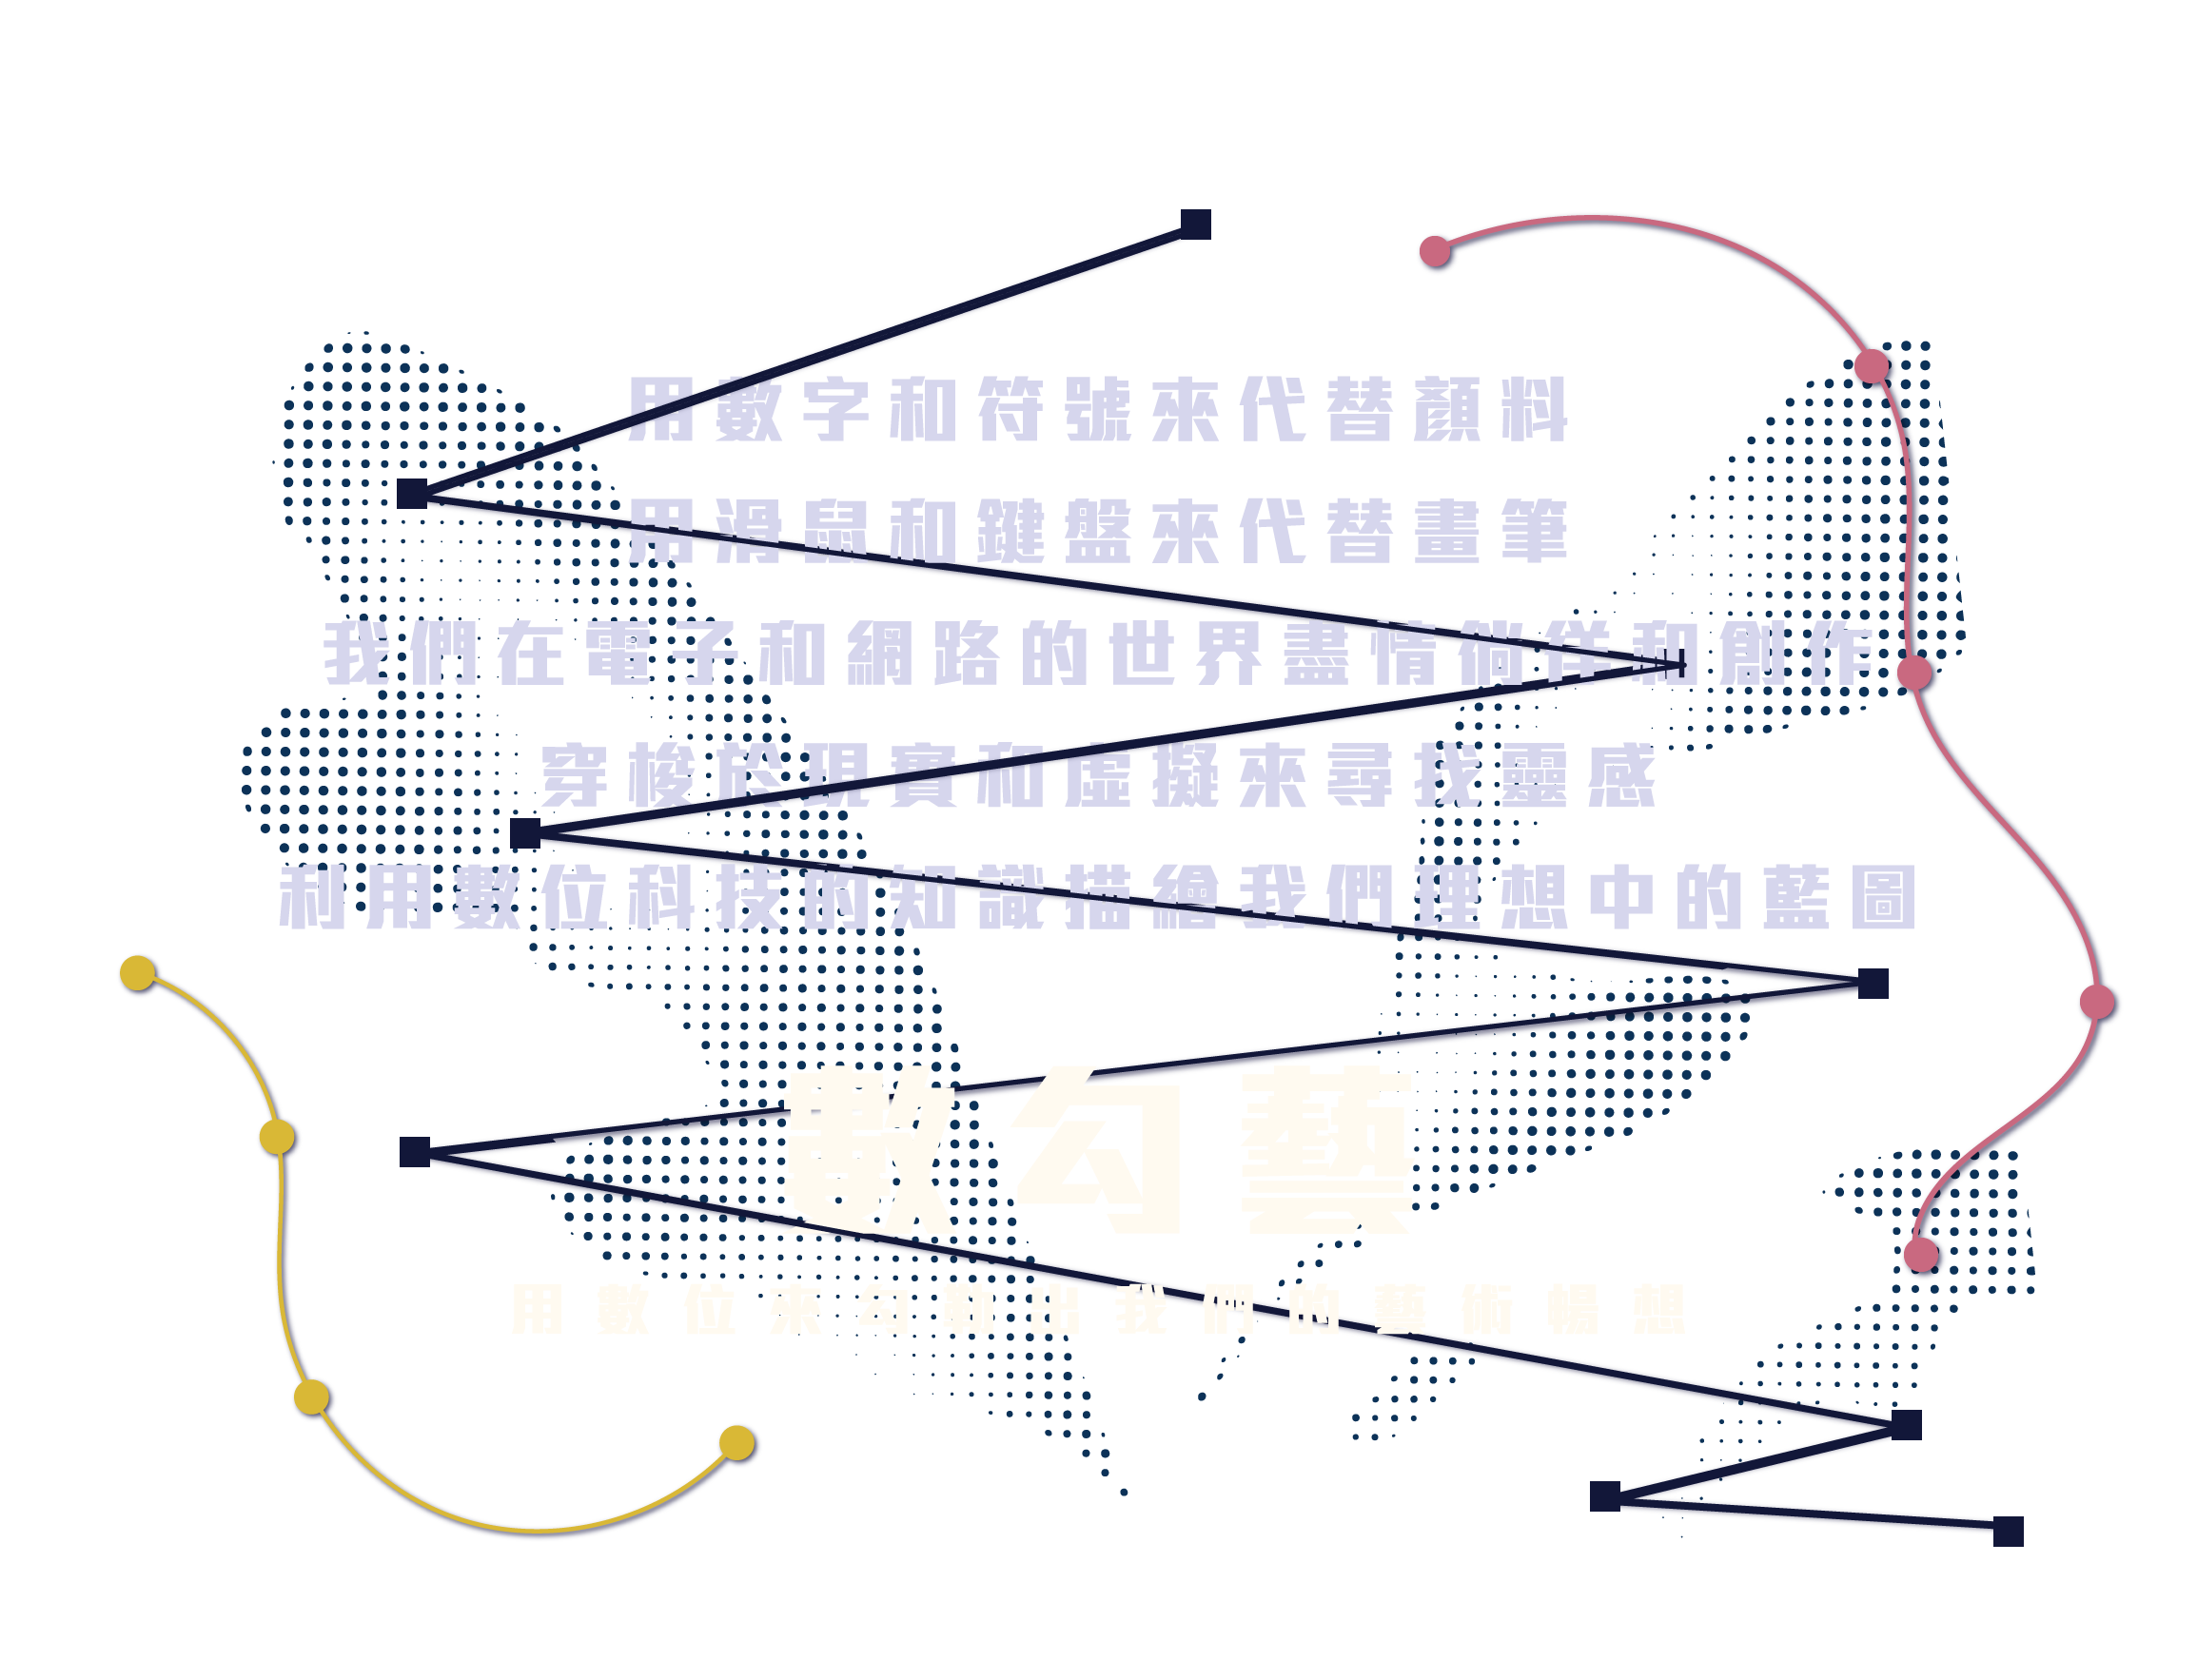 用數字和符號來代替顏料
用滑鼠和鍵盤來代替畫筆
我們在電子和網路的世界盡情徜徉和創作
穿梭於現實和虛擬來尋找靈感
利用數位科技的知識描繪我們理想中的藍圖
數勾藝
用數位來勾勒出我們的藝術暢想